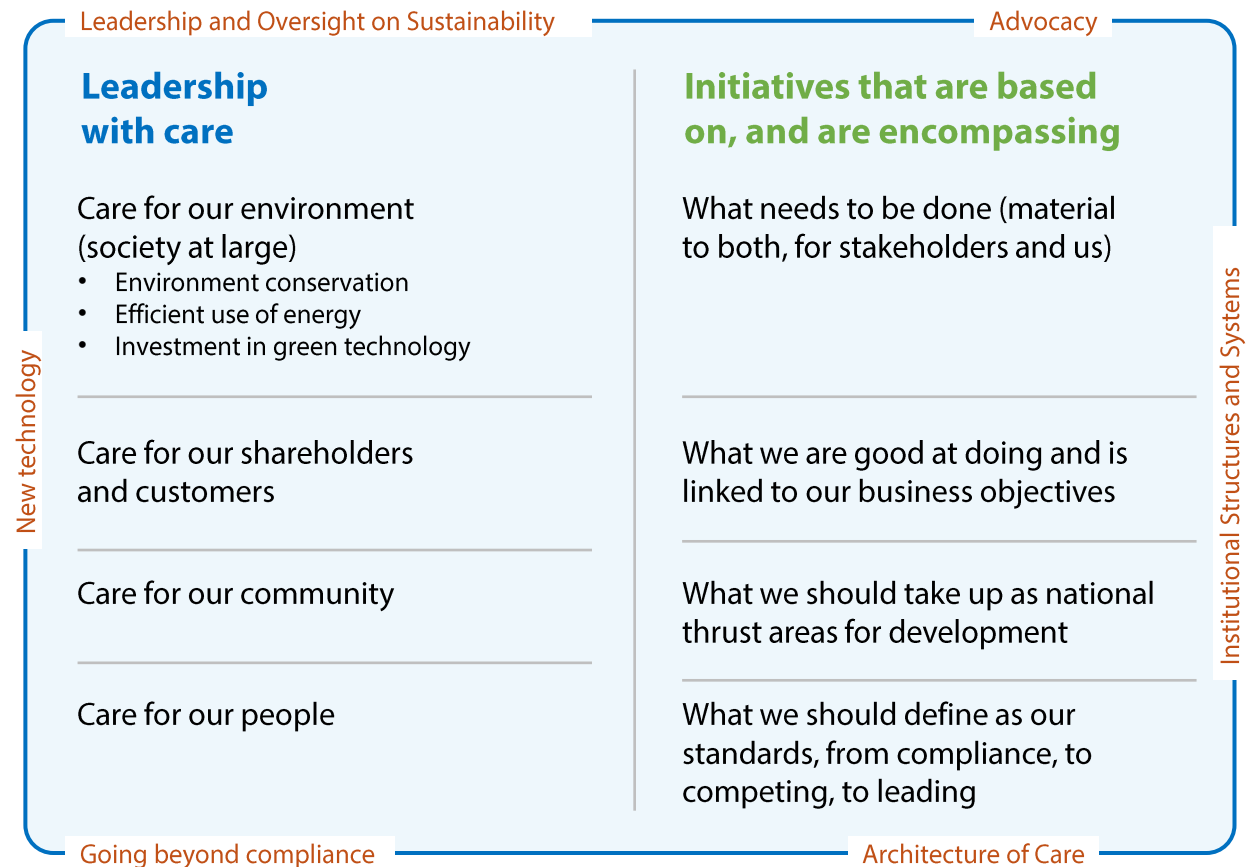 Leadership and Oversight on Sustainability
Advocacy
Leadership
with care
Care for our environment
(society at large)
• Environment conservation
• Efficient use of energy
• Investment in green technology
Care for our shareholders
and customers
Care for our community
Care for our people
Initiatives that are based
on, and are encompassing
What needs to be done (material
to both, for stakeholders and us)
What we are good at doing and is
linked to our business objectives
What we should take up as national
thrust areas for development
What we should define as our
standards, from compliance, to
competing, to leading
New technology
Institutional Structures and Systems
Going beyond compliance
Architecture of Care